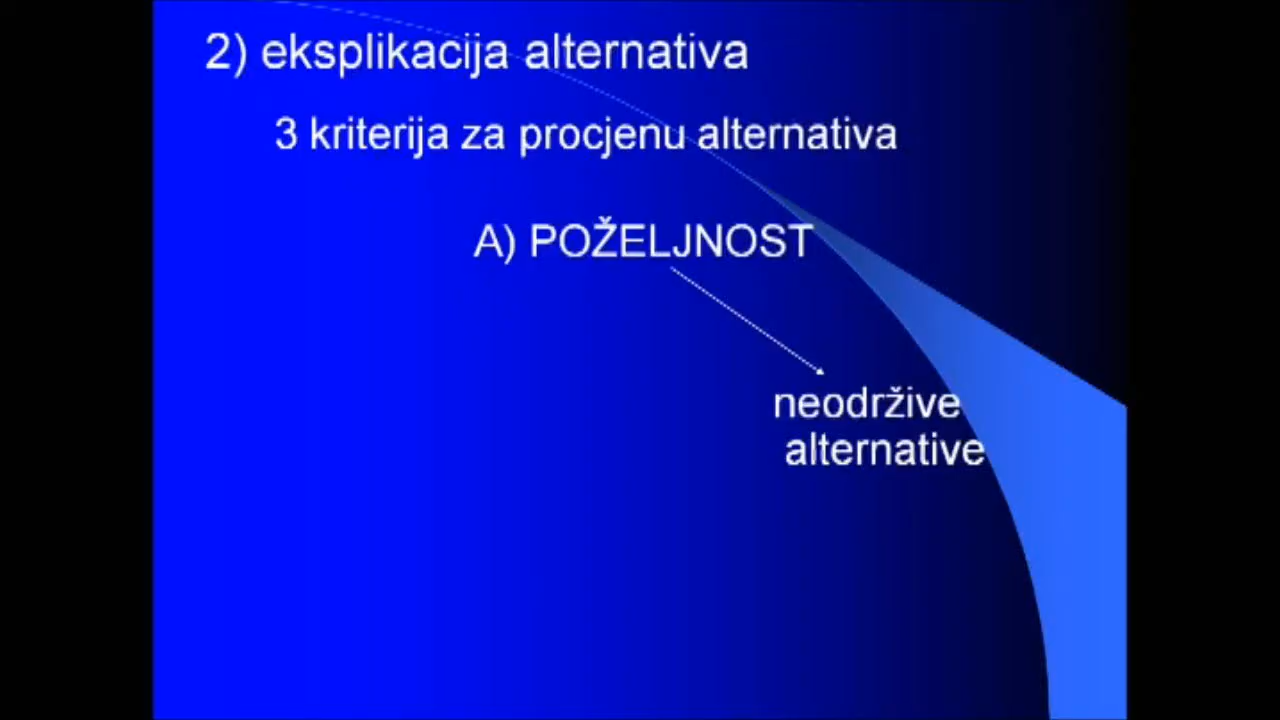 2) eksplikacija alternativa
3 kriterija za procjenu alternativa
A) POŽELJNOST
neodržive
alternative